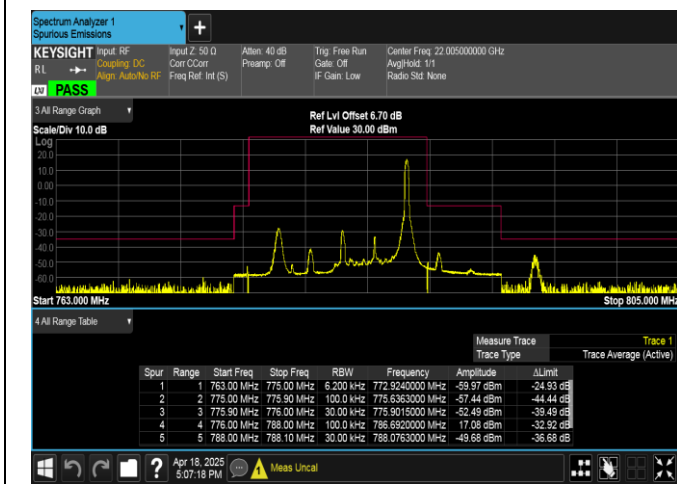 Spectrum Analyzer 1
Spurious Emissions
KEYSIGHT Input: RF Input Z: 50 Ω Atten: 40 dB Trig: Free Run Center Freq: 22.005000000 GHz
RL Coupling: DC Corr CCorr Preamp: Off Gate: Off Avg|Hold: 1/1
Align: Auto/No RF Freq Ref: Int (S) IF Gain: Low Radio Std: None
LXI PASS
3 All Range Graph
Ref Lvl Offset 6.70 dB
Scale/Div 10.0 dB Ref Value 30.00 dBm
Log
20.0
10.0
0.00
-10.0
-20.0
-30.0
-40.0
-50.0
-60.0
Start 763.000 MHz Stop 805.000 MHz
4 All Range Table
Measure Trace Trace 1
Trace Type Trace Average (Active)
Spur Range Start Freq Stop Freq RBW Frequency Amplitude ΔLimit
1 1 763.00 MHz 775.00 MHz 6.200 kHz 772.9240000 MHz -59.97 dBm -24.93 dB
2 2 775.00 MHz 775.90 MHz 100.0 kHz 775.6363000 MHz -57.44 dBm -44.44 dB
3 3 775.90 MHz 776.00 MHz 30.00 kHz 775.9015000 MHz -52.49 dBm -39.49 dB
4 4 776.00 MHz 788.00 MHz 100.0 kHz 786.6920000 MHz 17.08 dBm -32.92 dB
5 5 788.00 MHz 788.10 MHz 30.00 kHz 788.0763000 MHz -49.68 dBm -36.68 dB
? Apr 18, 2025
5:07:18 PM
Meas Uncal